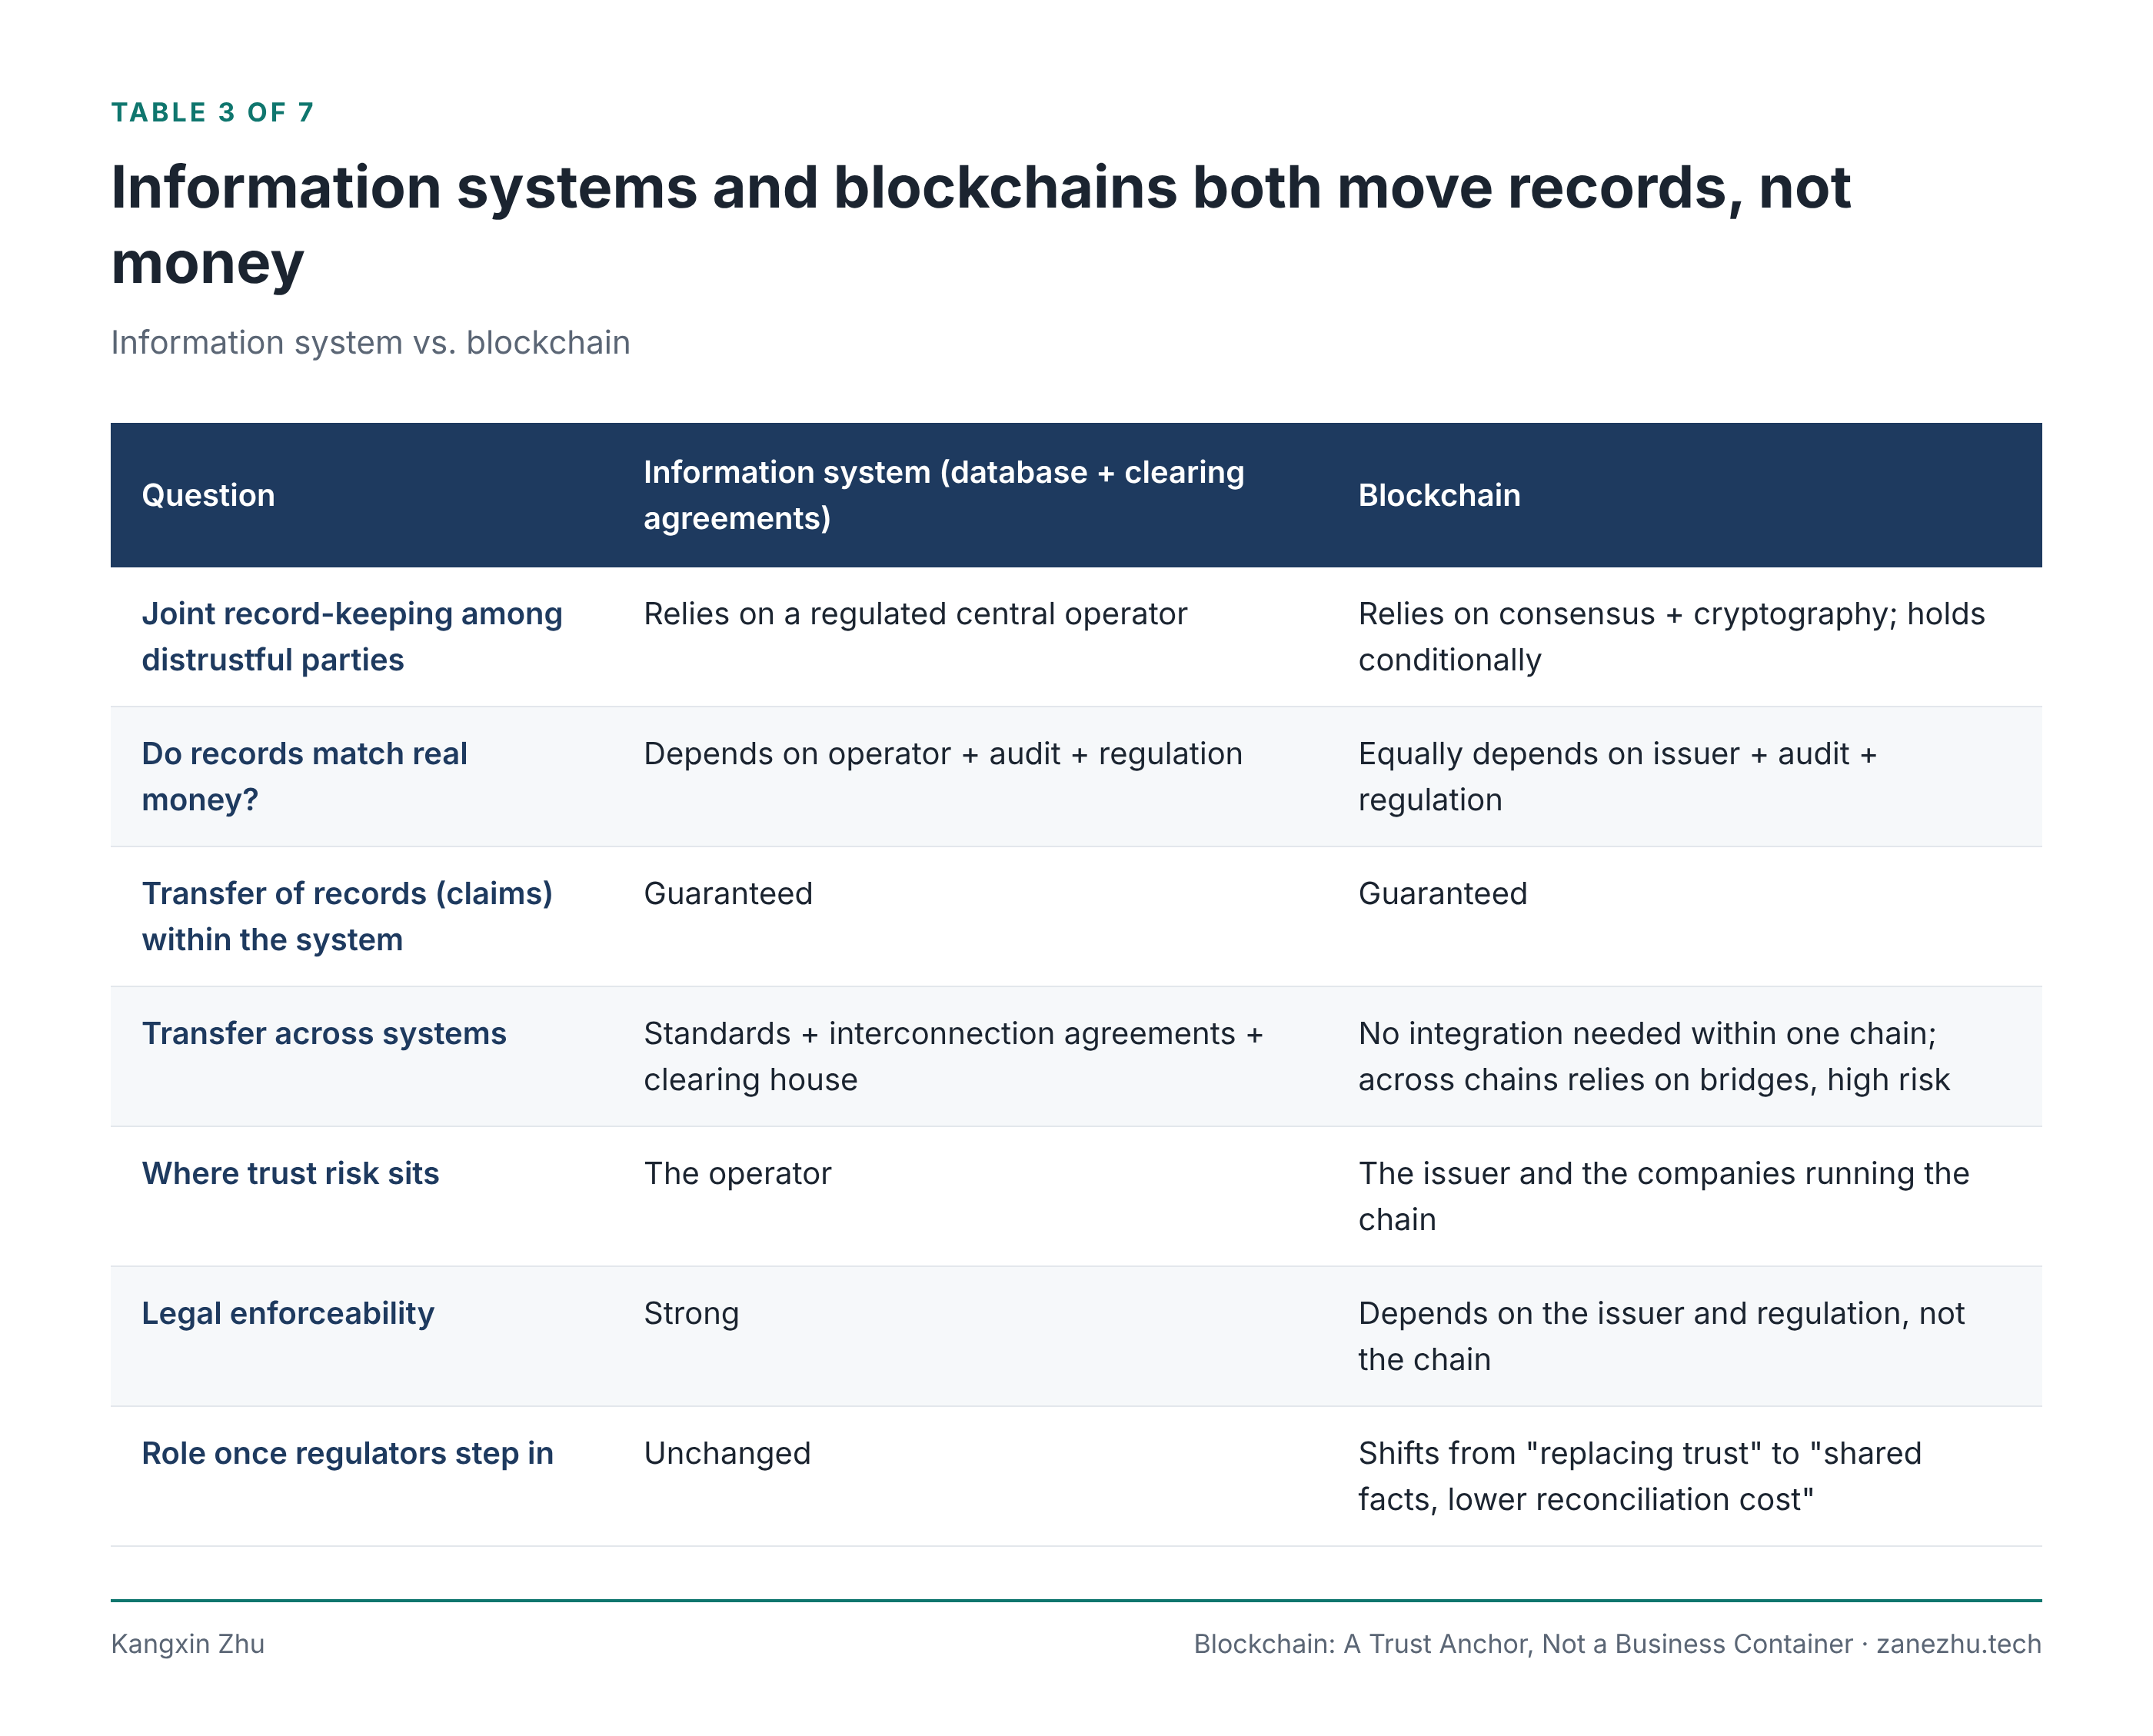 TABLE 3 OF 7
Information systems and blockchains both move records, not
money
Information system vs. blockchain
Question
Information system (database + clearing
agreements)
Blockchain
Joint record-keeping among
distrustful parties
Relies on a regulated central operator
Relies on consensus + cryptography; holds
conditionally
Do records match real
money?
Depends on operator + audit + regulation
Equally depends on issuer + audit +
regulation
Transfer of records (claims)
within the system
Guaranteed
Guaranteed
Transfer across systems
Standards + interconnection agreements +
clearing house
No integration needed within one chain;
across chains relies on bridges, high risk
Where trust risk sits
The operator
The issuer and the companies running the
chain
Legal enforceability
Strong
Depends on the issuer and regulation, not
the chain
Role once regulators step in
Unchanged
Shifts from "replacing trust" to "shared
facts, lower reconciliation cost"
Kangxin Zhu
Blockchain: A Trust Anchor, Not a Business Container · zanezhu.tech